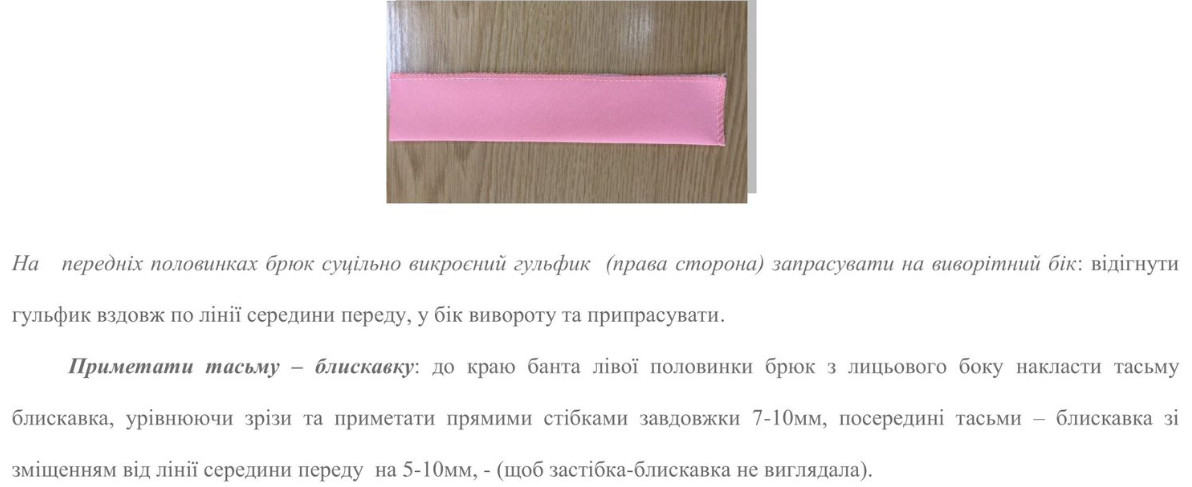 На передніх половинках брюк суцільно викроєний гульфик (права сторона) запрасувати на виворітний бік: відігнути
гульфик вздовж по лінії середини переду, у бік вивороту та припрасувати.
Приметати тасьму – блискавку: до краю банта лівої половинки брюк з лицьового боку накласти тасьму
блискавка, урівнюючи зрізи та приметати прямими стібками завдовжки 7-10мм, посередині тасьми – блискавка зі
зміщенням від лінії середини переду на 5-10мм, - (щоб застібка-блискавка не виглядала).